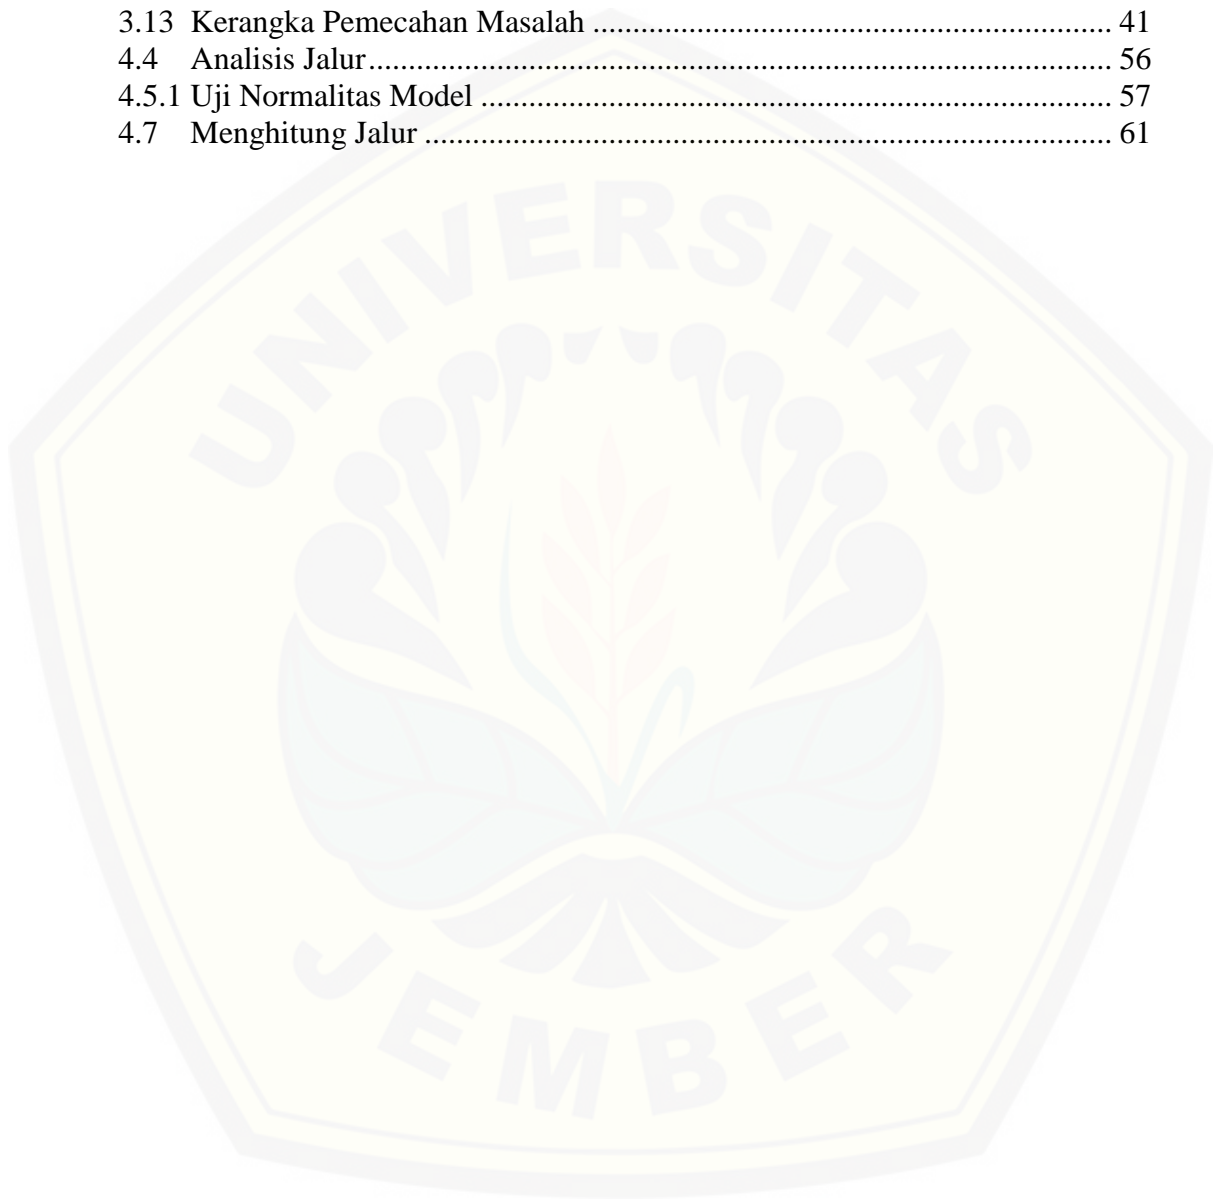 3.13 Kerangka Pemecahan Masalah ................................................................. 41
4.4 Analisis Jalur............................................................................................. 56
4.5.1 Uji Normalitas Model ............................................................................... 57
4.7 Menghitung Jalur ...................................................................................... 61
UNIVERSITAS
JEMBER